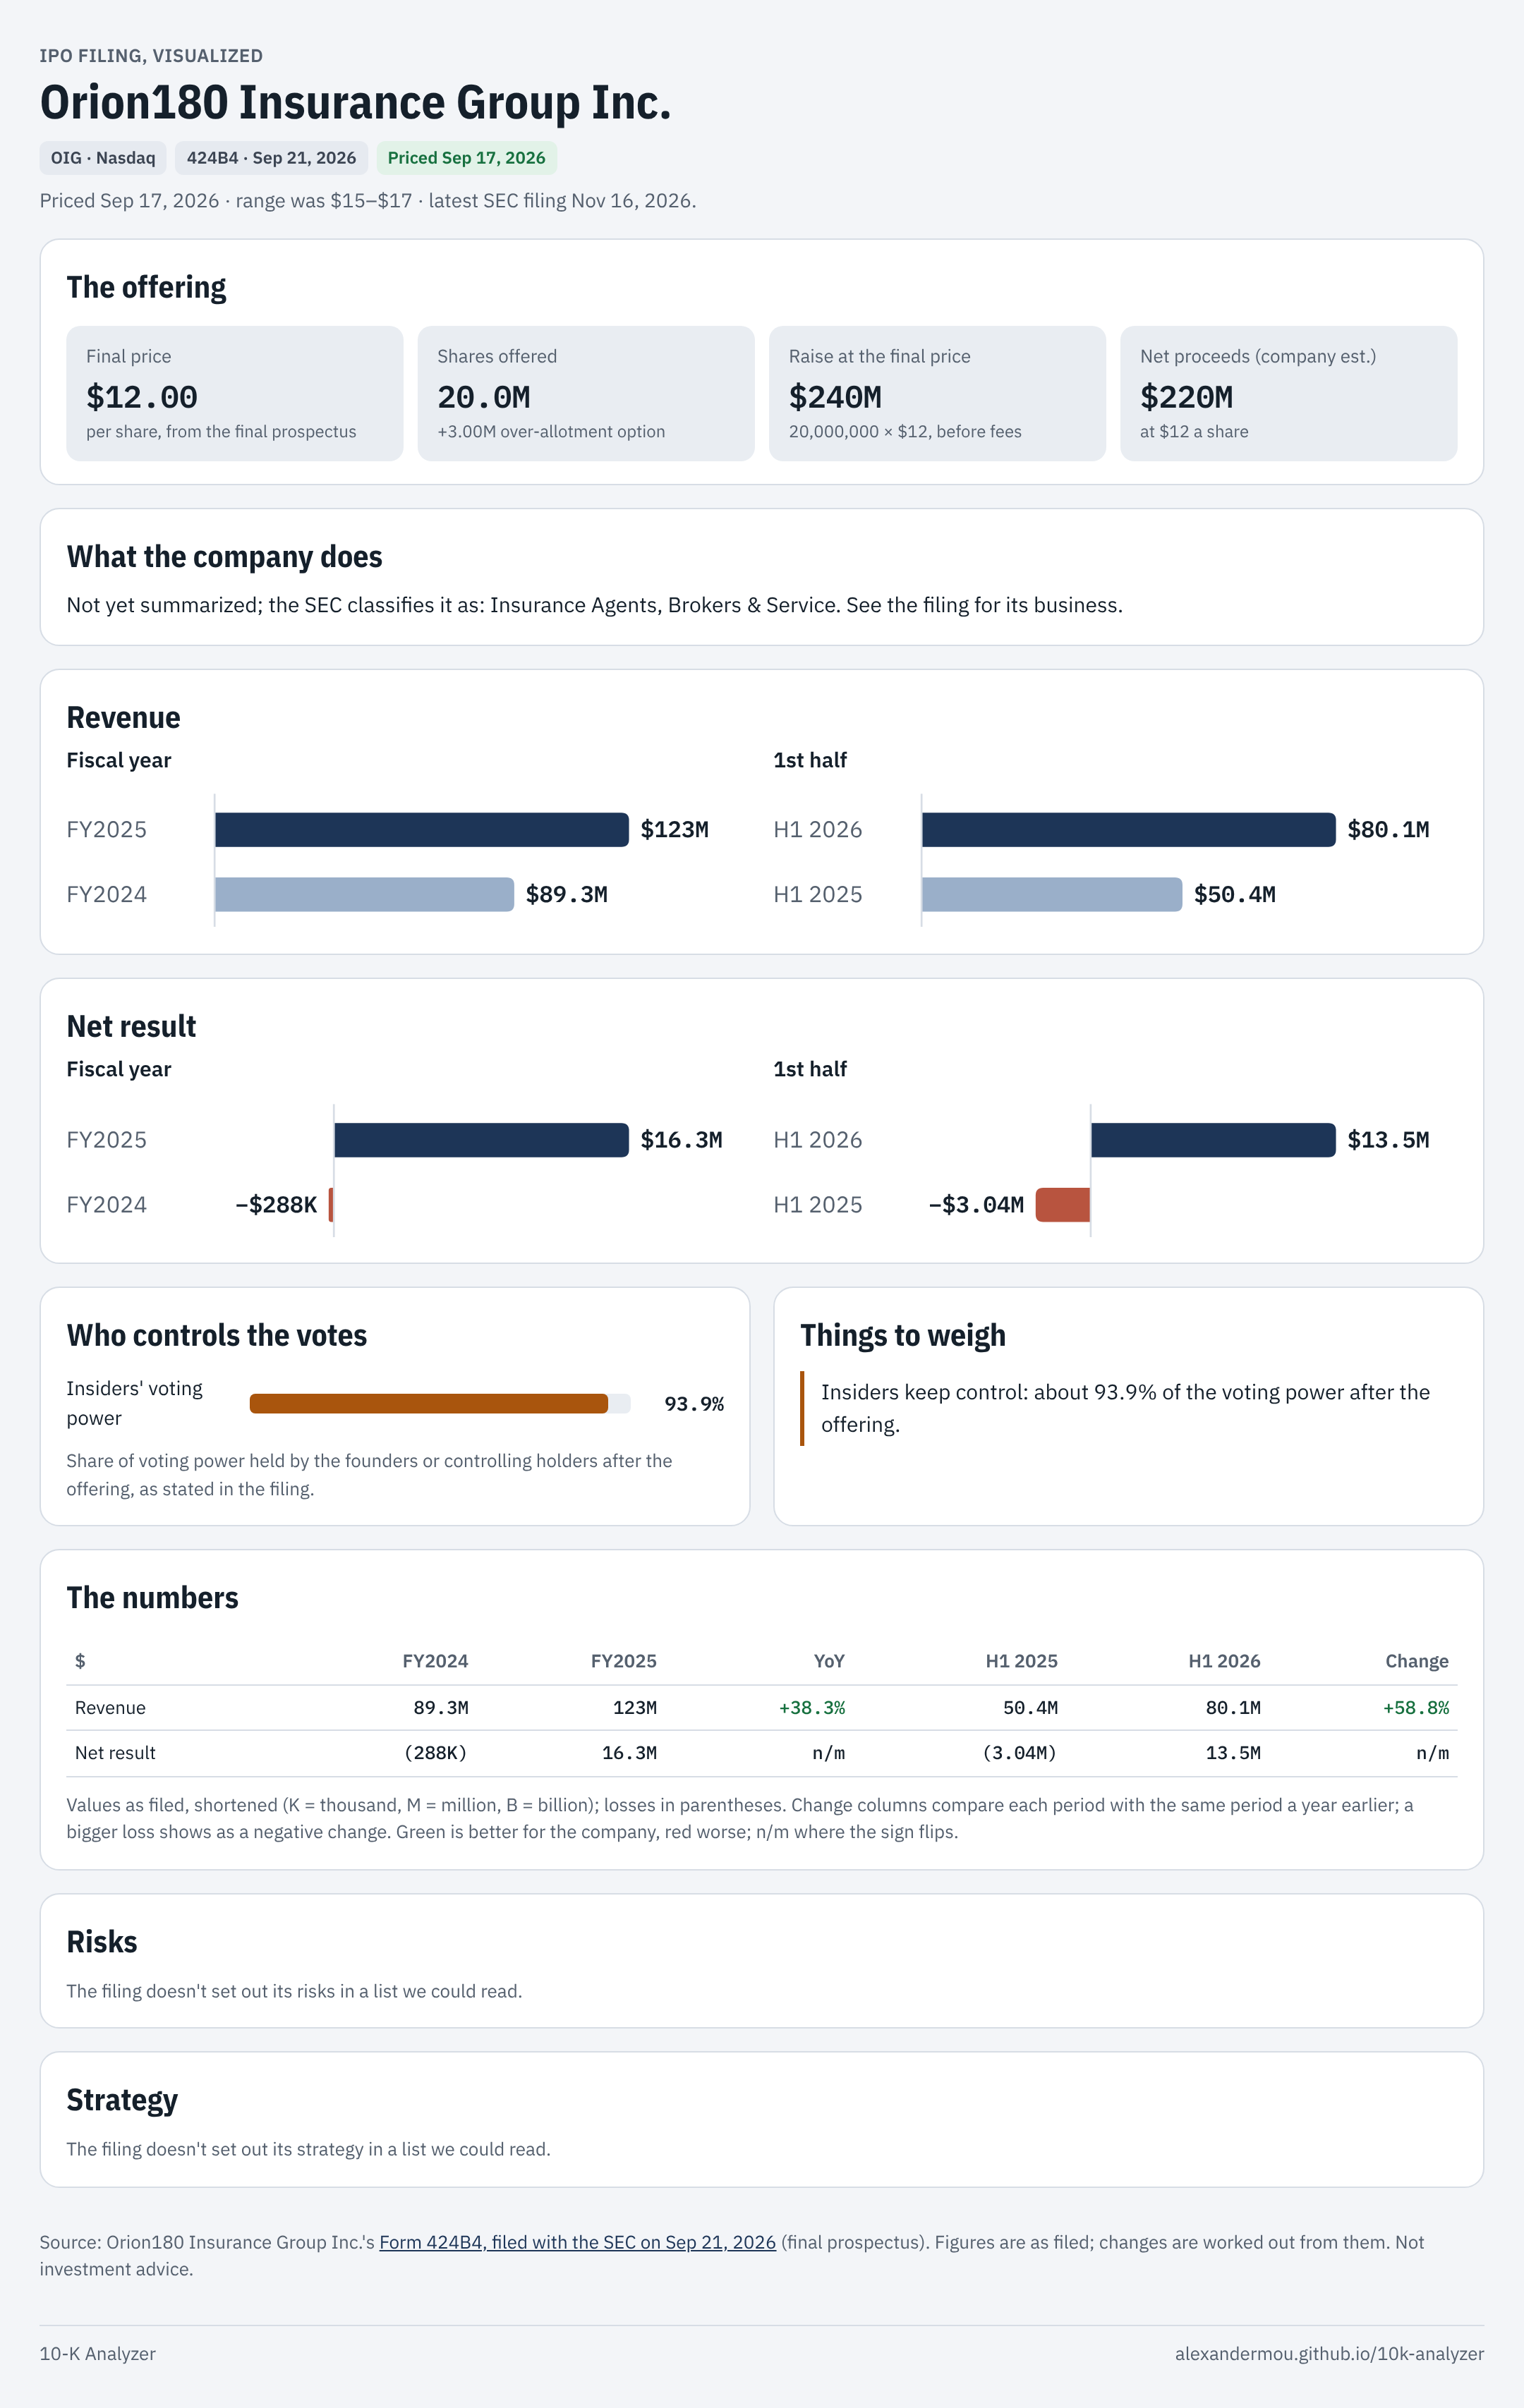 IPO FILING, VISUALIZED
Orion180 Insurance Group Inc.
OIG · Nasdaq 424B4 · Sep 21, 2026 Priced Sep 17, 2026
Priced Sep 17, 2026 · range was $15–$17 · latest SEC filing Nov 16, 2026.
The offering
Final price
$12.00
per share, from the final prospectus
Shares offered
20.0M
+3.00M over-allotment option
Raise at the final price
$240M
20,000,000 × $12, before fees
Net proceeds (company est.)
$220M
at $12 a share
What the company does
Not yet summarized; the SEC classifies it as: Insurance Agents, Brokers & Service. See the filing for its business.
Revenue
Fiscal year
FY2025 $123M
FY2024 $89.3M
1st half
H1 2026 $80.1M
H1 2025 $50.4M
Net result
Fiscal year
FY2025 $16.3M
FY2024 −$288K
1st half
H1 2026 $13.5M
H1 2025 −$3.04M
Who controls the votes
Insiders' voting
power
93.9%
Share of voting power held by the founders or controlling holders after the
offering, as stated in the filing.
Things to weigh
Insiders keep control: about 93.9% of the voting power after the
offering.
The numbers
$ FY2024 FY2025 YoY H1 2025 H1 2026 Change
Revenue 89.3M 123M +38.3% 50.4M 80.1M +58.8%
Net result (288K) 16.3M n/m (3.04M) 13.5M n/m
Values as filed, shortened (K = thousand, M = million, B = billion); losses in parentheses. Change columns compare each period with the same period a year earlier; a
bigger loss shows as a negative change. Green is better for the company, red worse; n/m where the sign flips.
Risks
The filing doesn't set out its risks in a list we could read.
Strategy
The filing doesn't set out its strategy in a list we could read.
Source: Orion180 Insurance Group Inc.'s Form 424B4, filed with the SEC on Sep 21, 2026 (final prospectus). Figures are as filed; changes are worked out from them. Not
investment advice.
10-K Analyzer alexandermou.github.io/10k-analyzer